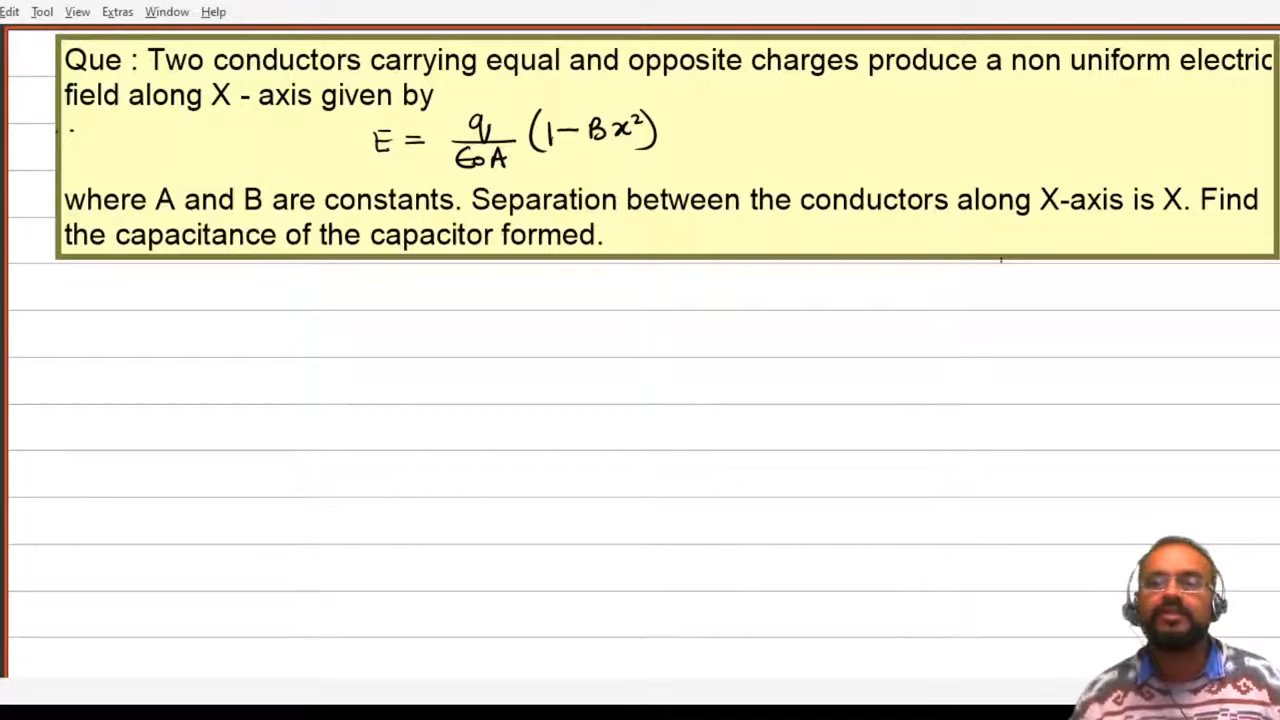 Edit Tool View Extras Window Help
Que : Two conductors carrying equal and opposite charges produce a non uniform electric
field along X - axis given by
E = q/∈₀A (1 - Bx²)
where A and B are constants. Separation between the conductors along X-axis is X. Find
the capacitance of the capacitor formed.